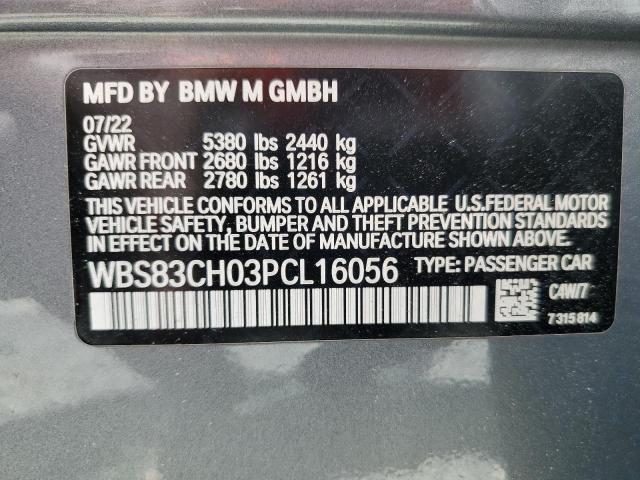 MFD BY BMW M GMBH
07/22
GVWR 5380 lbs 2440 kg
GAWR FRONT 2680 lbs 1216 kg
GAWR REAR 2780 lbs 1261 kg
THIS VEHICLE CONFORMS TO ALL APPLICABLE U.S.FEDERAL MOTOR
VEHICLE SAFETY, BUMPER AND THEFT PREVENTION STANDARDS
IN EFFECT ON THE DATE OF MANUFACTURE SHOWN ABOVE.
WBS83CH03PCL16056 TYPE: PASSENGER CAR
C4W/7
7315814